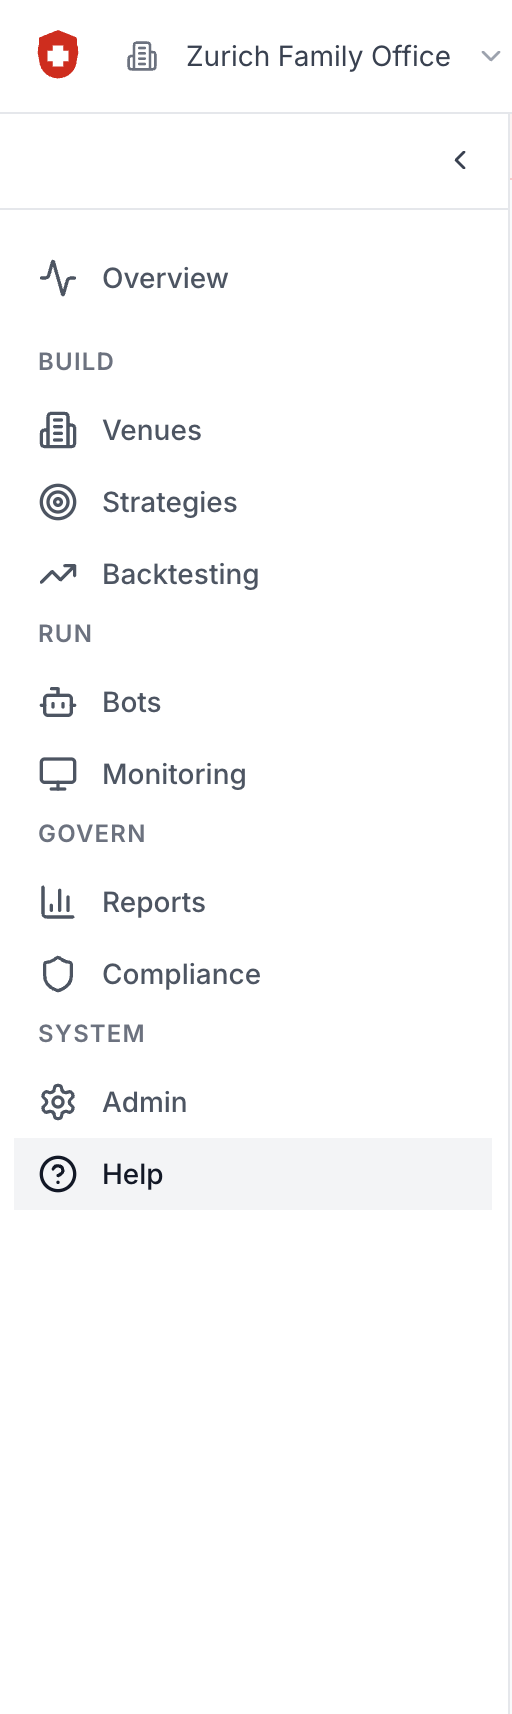 Zurich Family Office
Overview
BUILD
Venues
Strategies
Backtesting
RUN
Bots
Monitoring
GOVERN
Reports
Compliance
SYSTEM
Admin
Help